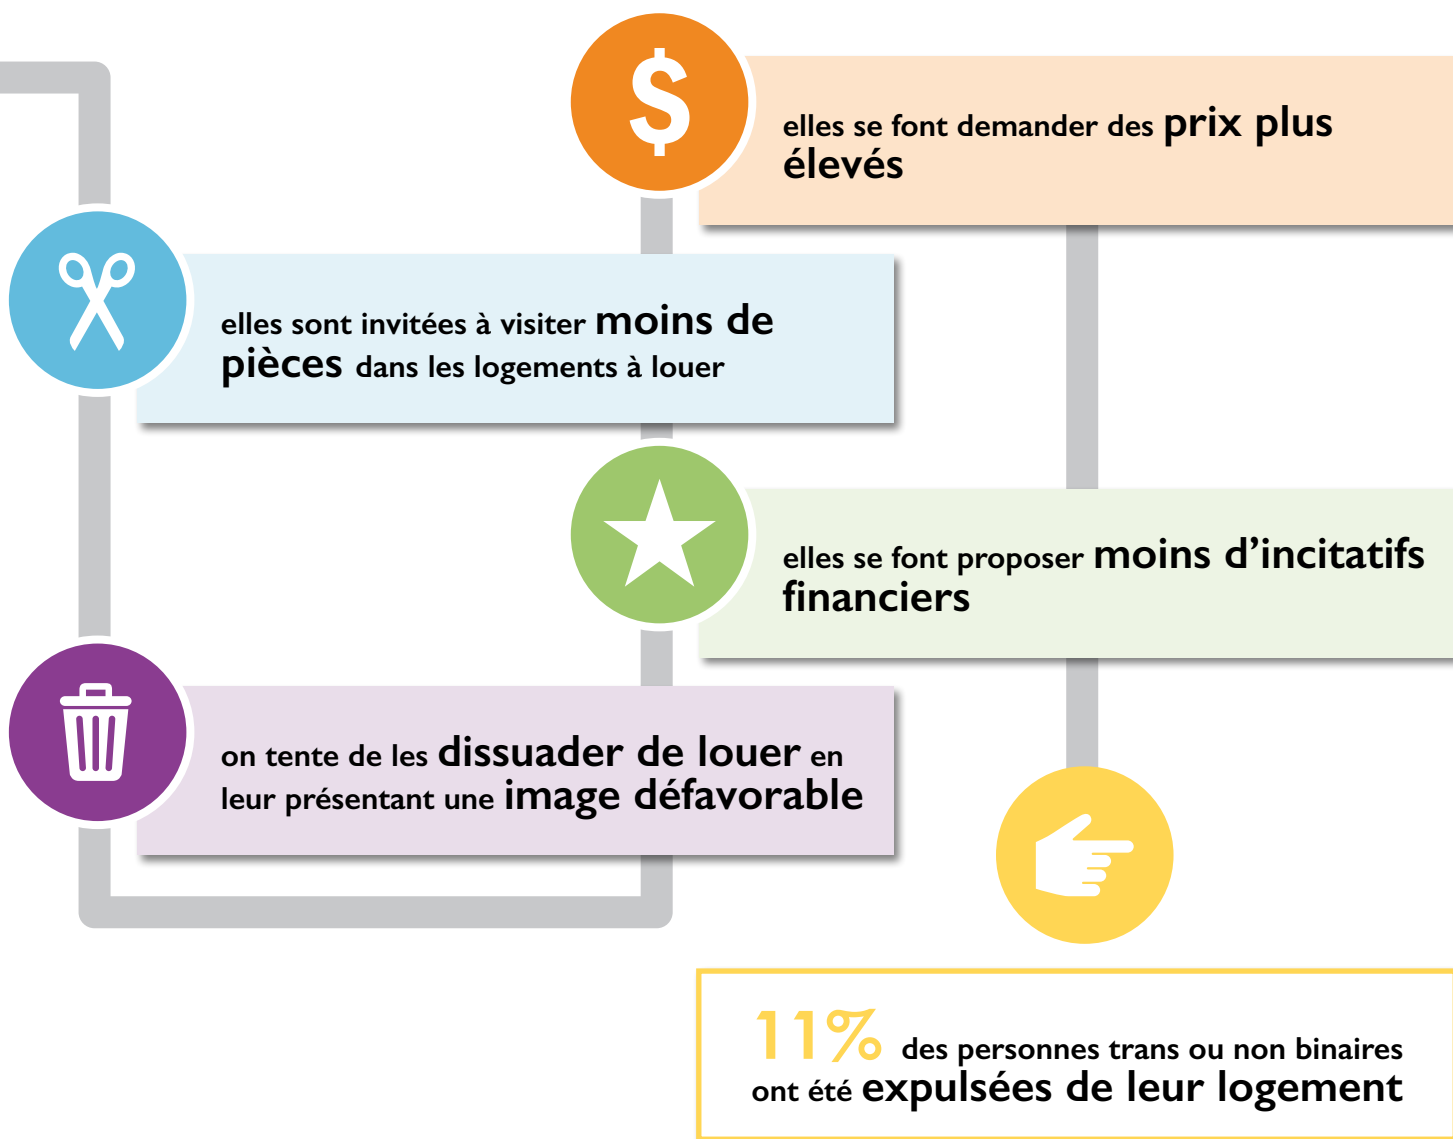 $
elles se font demander des prix plus
élevés
elles sont invitées à visiter moins de
pièces dans les logements à louer
elles se font proposer moins d’incitatifs
financiers
on tente de les dissuader de louer en
leur présentant une image défavorable
11% des personnes trans ou non binaires
ont été expulsées de leur logement